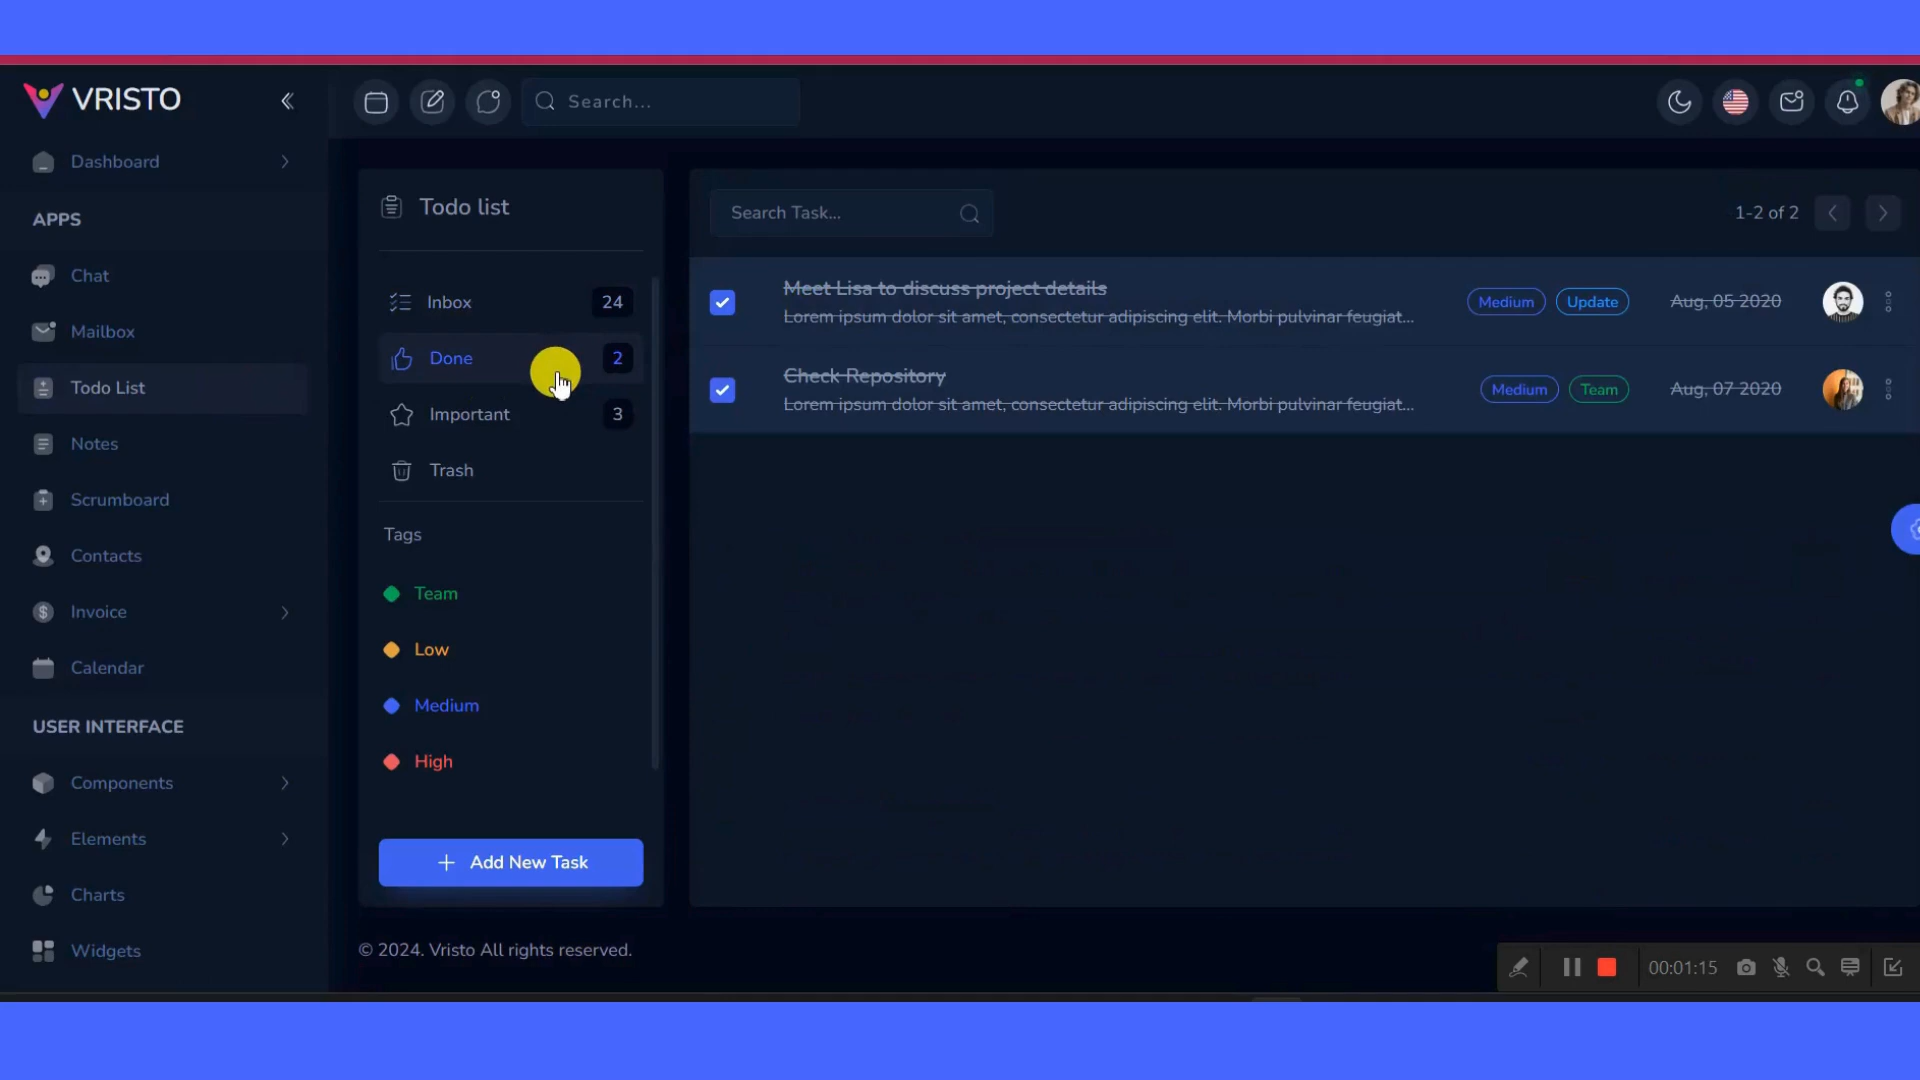 VRISTO
Search...
Dashboard
APPS
Chat
Mailbox
Todo List
Notes
Scrumboard
Contacts
Invoice
Calendar
USER INTERFACE
Components
Elements
Charts
Widgets
Todo list
Inbox 24
Done 2
Important 3
Trash
Tags
Team
Low
Medium
High
Add New Task
Search Task...
1-2 of 2
Meet Lisa to discuss project details
Lorem ipsum dolor sit amet, consectetur adipiscing elit. Morbi pulvinar feugiat...
Medium Update Aug, 05 2020
Check Repository
Lorem ipsum dolor sit amet, consectetur adipiscing elit. Morbi pulvinar feugiat...
Medium Team Aug, 07 2020
© 2024. Vristo All rights reserved.
00:01:15